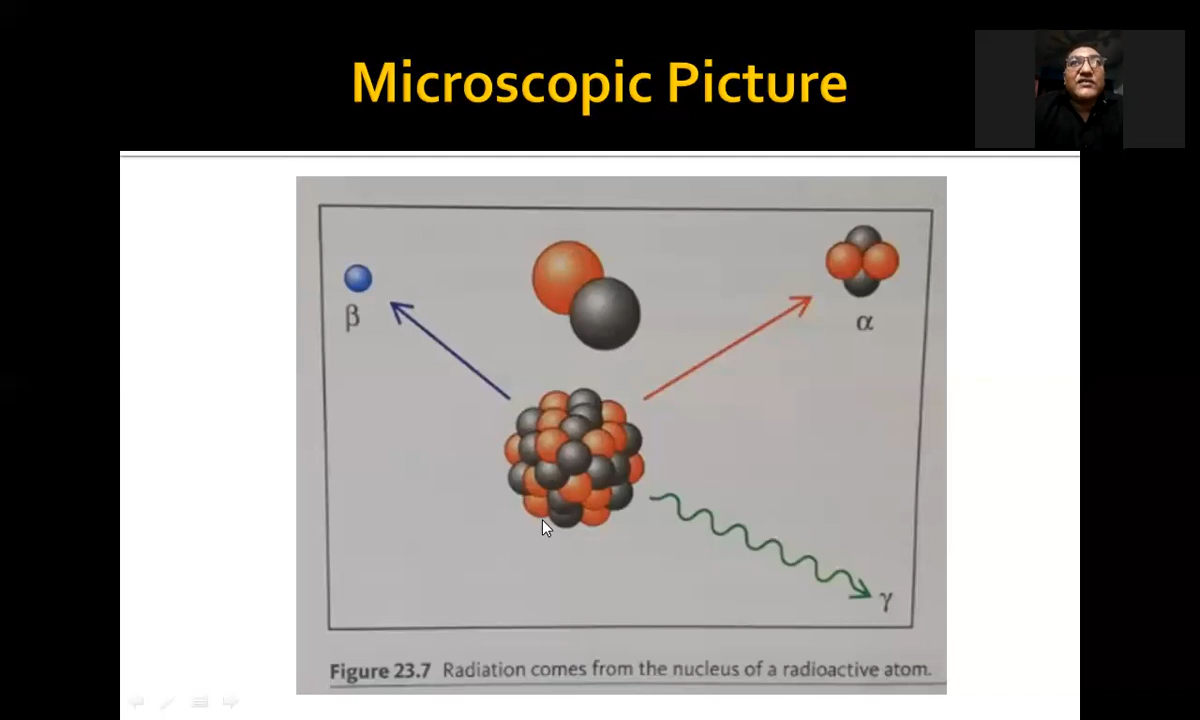 Microscopic Picture
β
α
γ
Figure 23.7 Radiation comes from the nucleus of a radioactive atom.